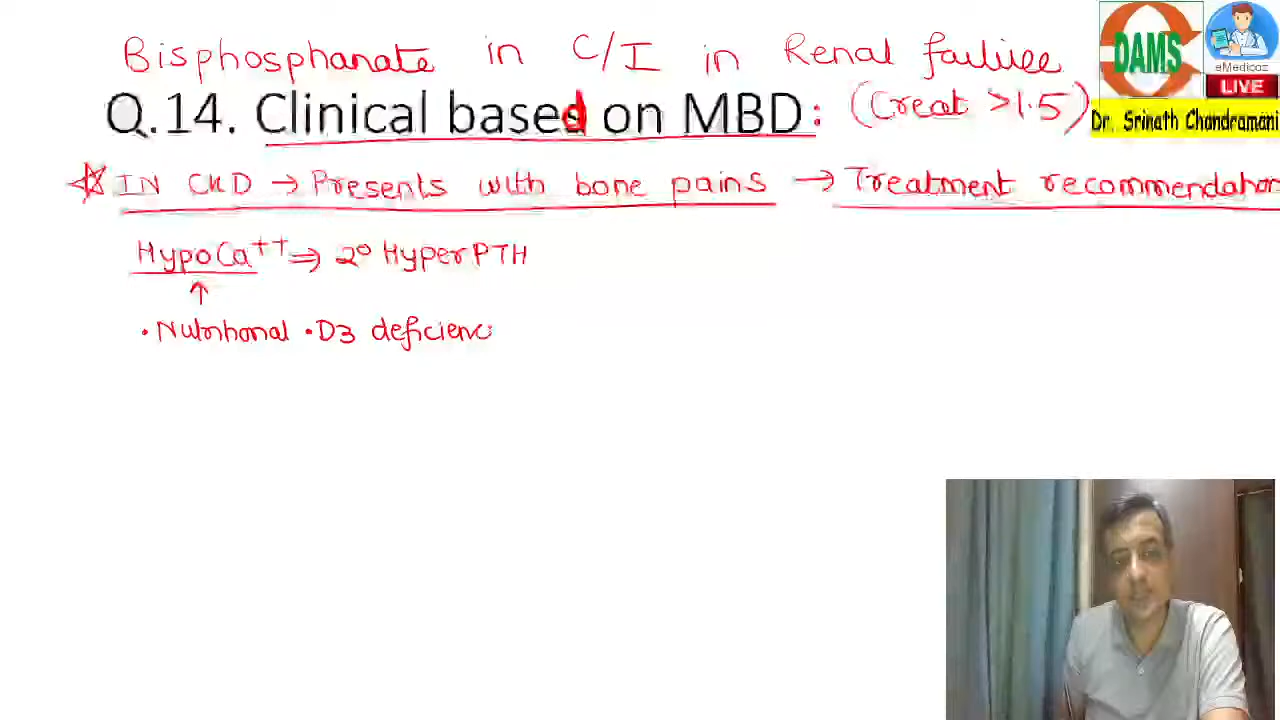 Bisphosphanate in C/I in Renal failure
Q.14. Clinical based on MBD: (Creat >1.5)
DAMS
eMedicoz
LIVE
Dr. Srinath Chandramani
☆ IN CKD → Presents with bone pains → Treatment recommendation
HypoCa++ ⇒ 2° HyperPTH
↑
• Nutritional • D3 deficienc